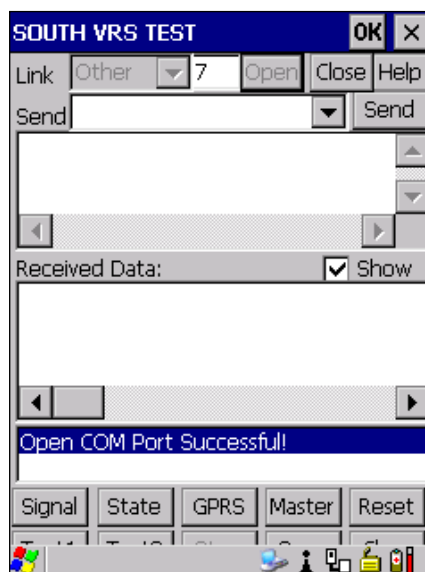 SOUTH VRS TEST OK ×
Link Other 7 Open Close Help
Send Send
Received Data: Show
Open COM Port Successful!
Signal State GPRS Master Reset